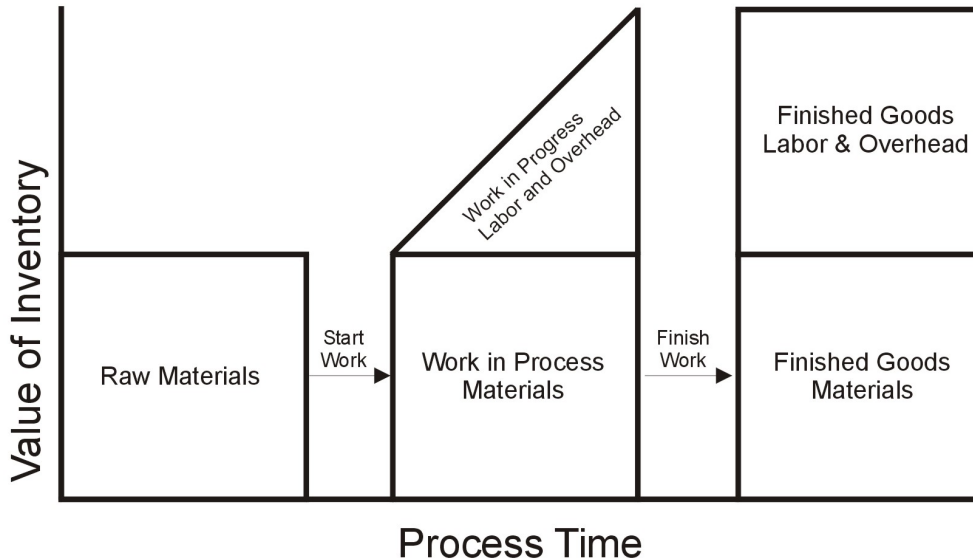 Value of Inventory
Raw Materials
Start
Work
Work in Progress
Labor and Overhead
Work in Process
Materials
Finish
Work
Finished Goods
Labor & Overhead
Finished Goods
Materials
Process Time